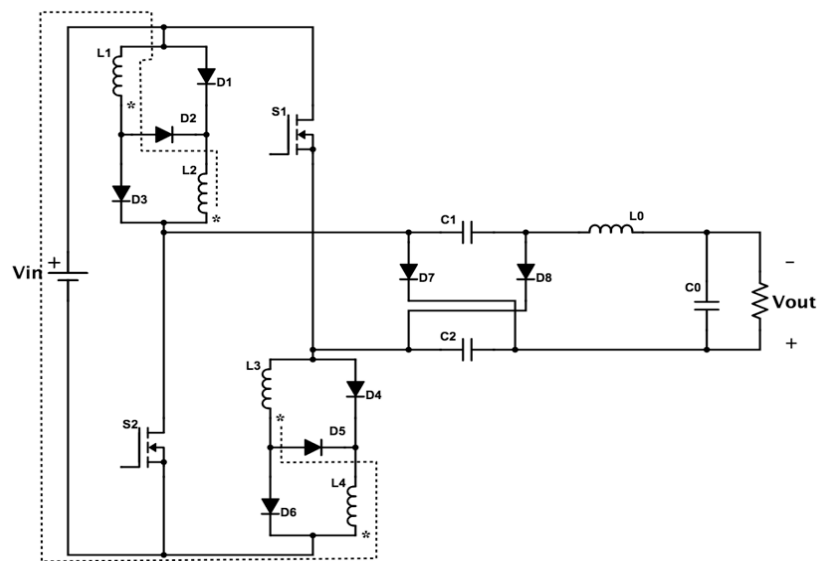 L1
D1
*
D2
S1
L2
D3
*
C1
L0
Vin
+
D7
D8
C0
−
Vout
+
C2
L3
D4
*
D5
S2
L4
D6
*